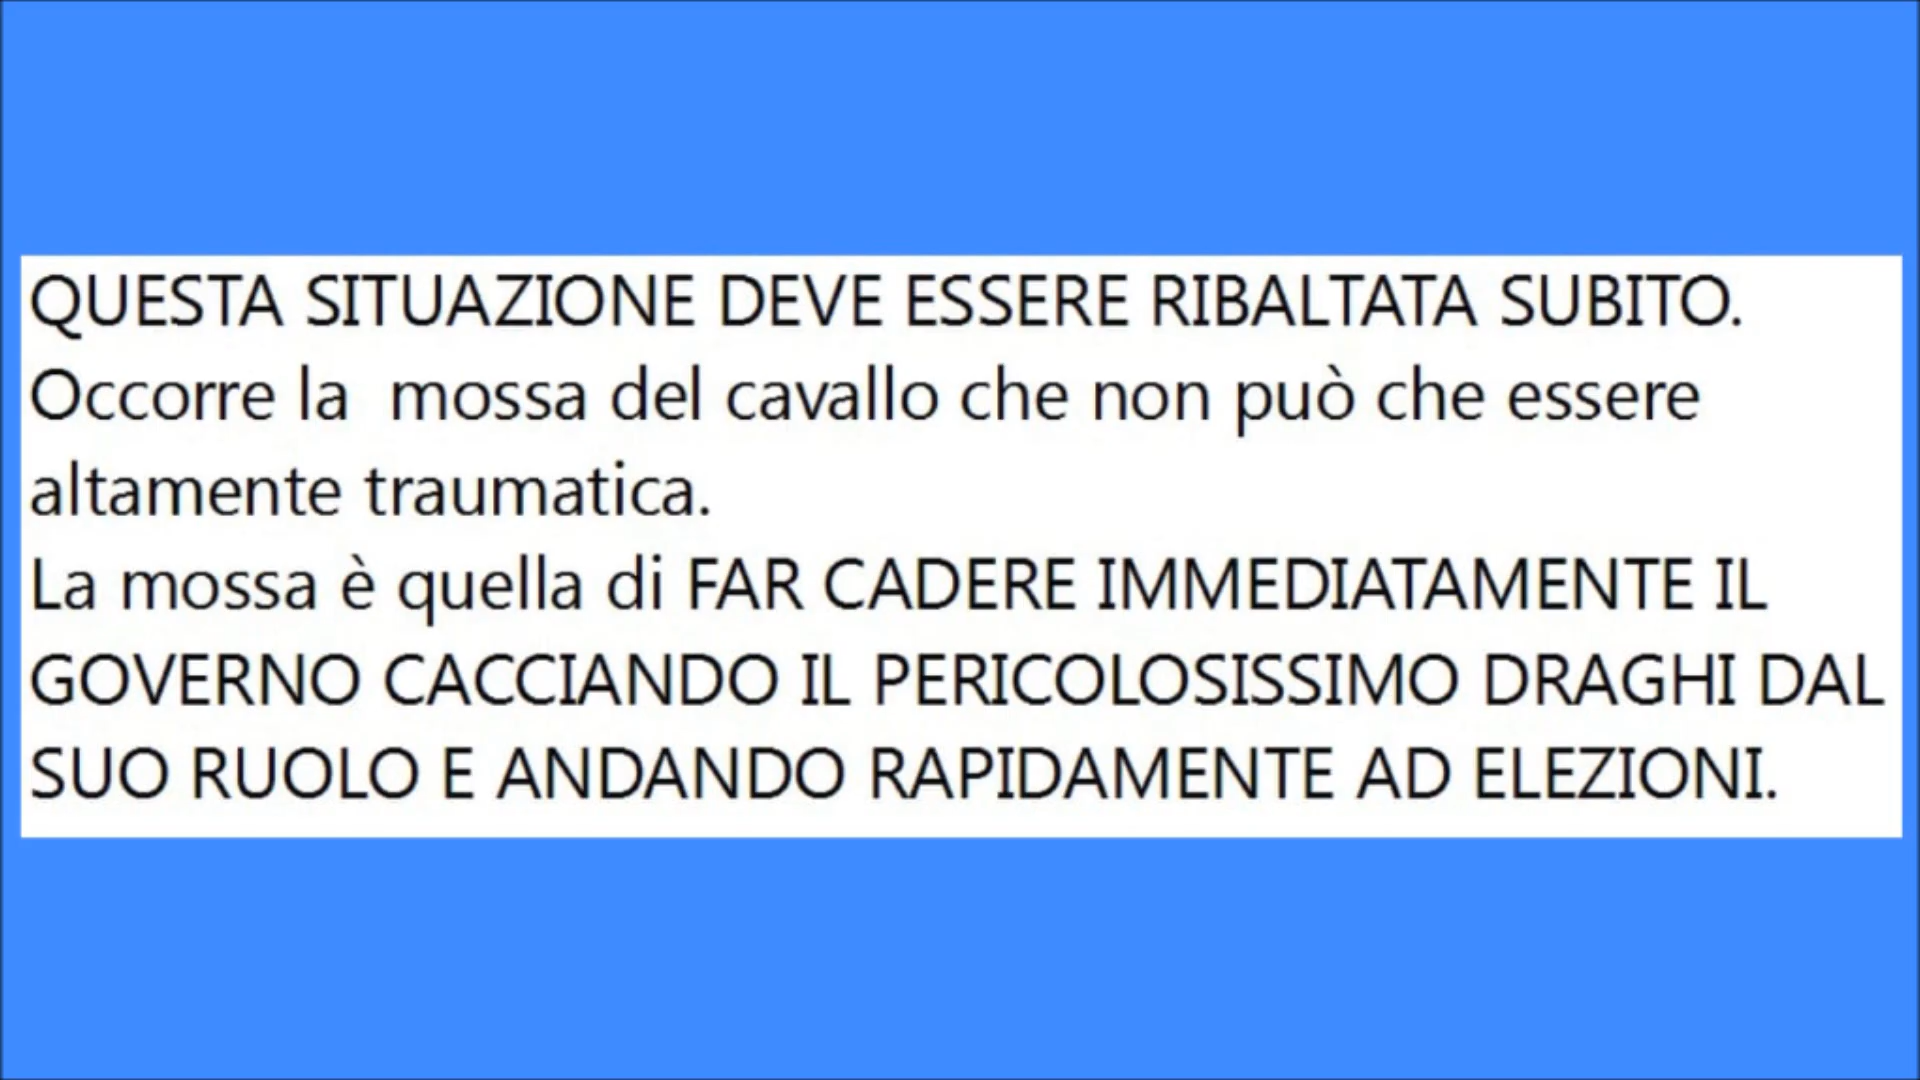 QUESTA SITUAZIONE DEVE ESSERE RIBALTATA SUBITO.
Occorre la  mossa del cavallo che non può che essere
altamente traumatica.
La mossa è quella di FAR CADERE IMMEDIATAMENTE IL
GOVERNO CACCIANDO IL PERICOLOSISSIMO DRAGHI DAL
SUO RUOLO E ANDANDO RAPIDAMENTE AD ELEZIONI.